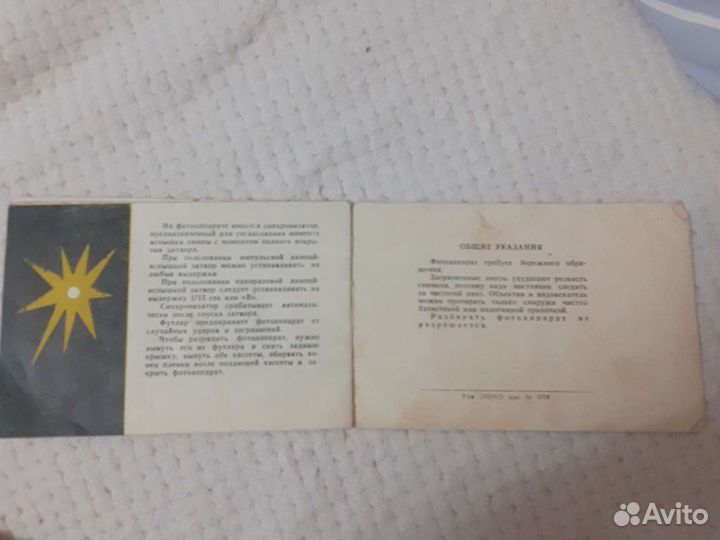 На фотоаппарате имеется синхронизатор,
предназначенный для согласования момента
вспышки лампы с моментом полного откры-
тия затвора.
При пользовании импульсной лампой-
вспышкой затвор можно устанавливать на
любые выдержки.
При пользовании одноразовой лампой-
вспышкой затвор следует устанавливать на
выдержку 1/15 сек или «В».
Синхронизатор срабатывает автомати-
чески после спуска затвора.
Футляр предохраняет фотоаппарат от
случайных ударов и загрязнений.
Чтобы разрядить фотоаппарат, нужно
вынуть его из футляра и снять заднюю
крышку, вынуть обе кассеты, оборвать ко-
нец пленки возле подающей кассеты и за-
крыть фотоаппарат.
ОБЩИЕ УКАЗАНИЯ
Фотоаппарат требует бережного обра-
щения.
Загрязненные линзы ухудшают резкость
снимков, поэтому надо постоянно следить
за чистотой линз. Объектив и видоискатель
можно протирать только снаружи чистой
батистовой или полотняной тряпочкой.
Разбирать фотоаппарат не
разрешается.
Тип. зак. №
Avito